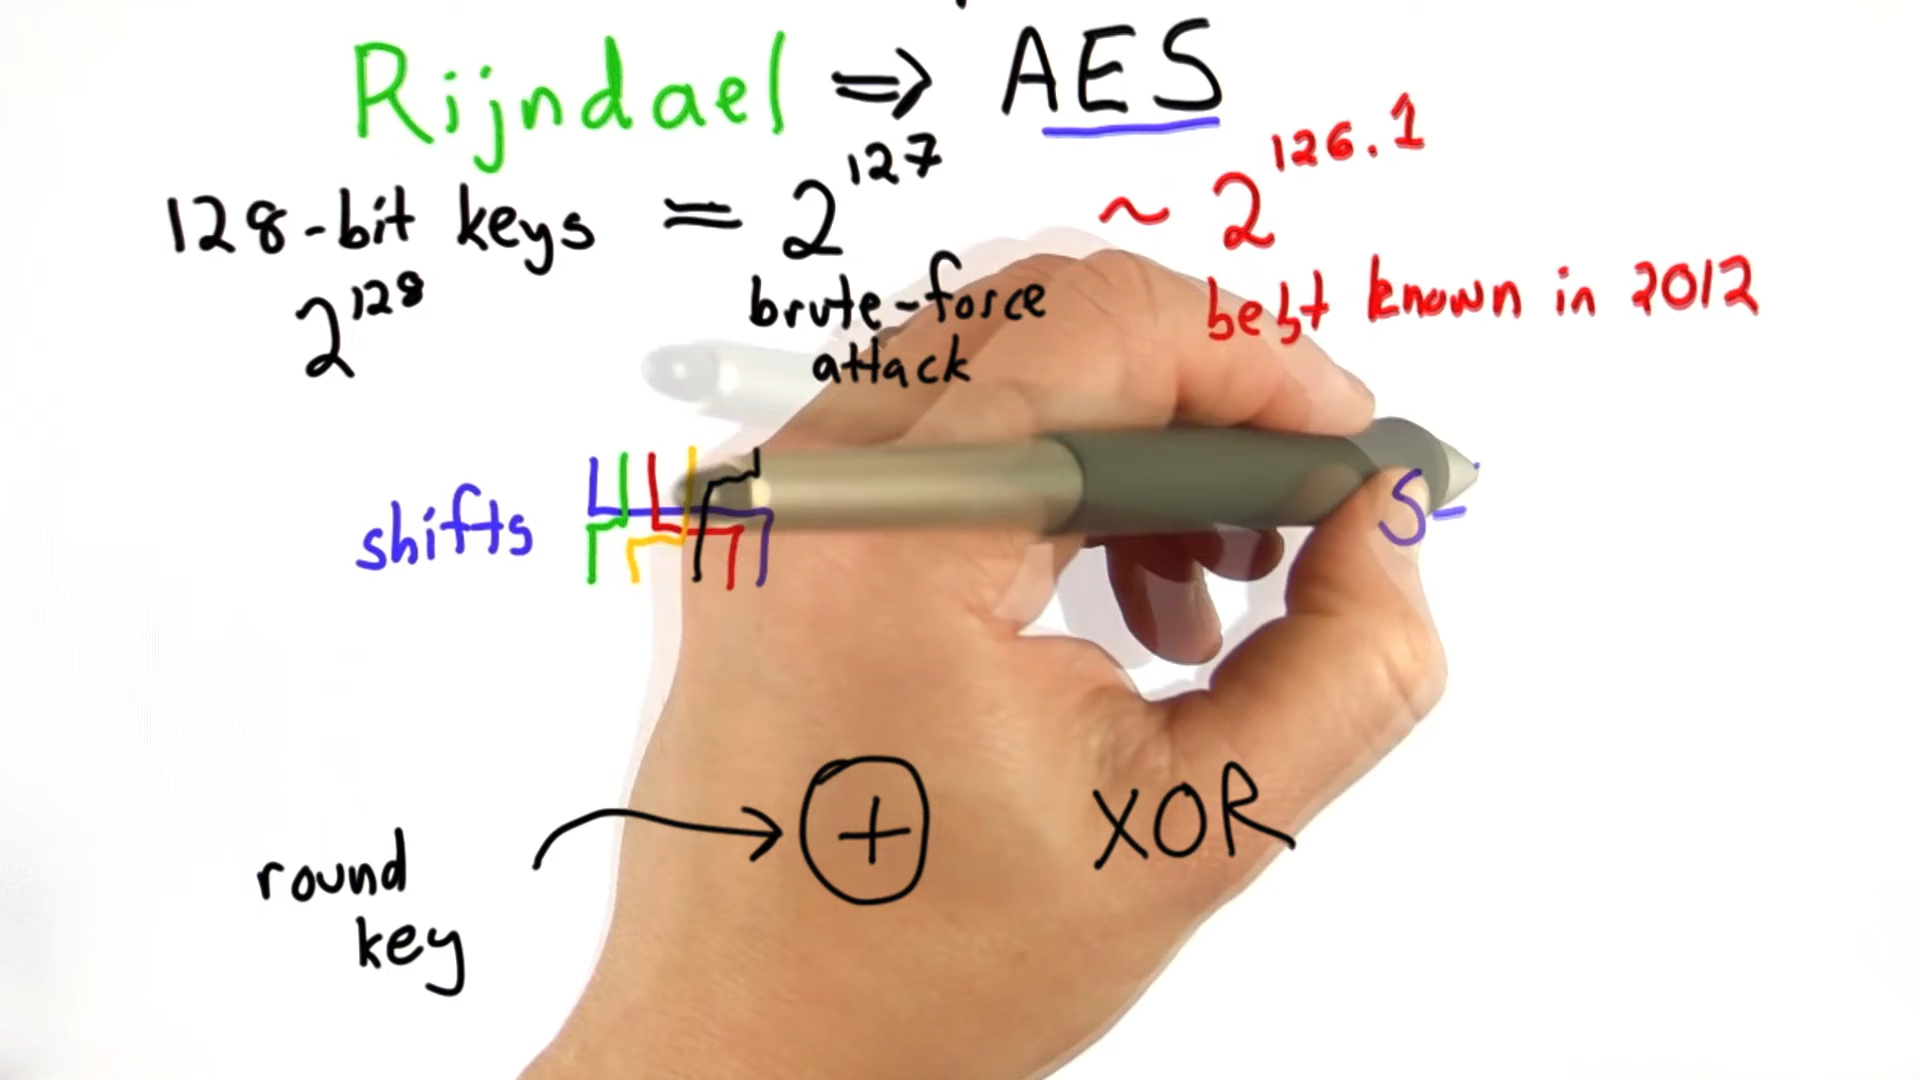 Rijndael ⇒ AES
128-bit keys = 2^127 ~ 2^126.1
2^128
brute-force attack
best known in 2012
shifts
S-
round key
+ XOR